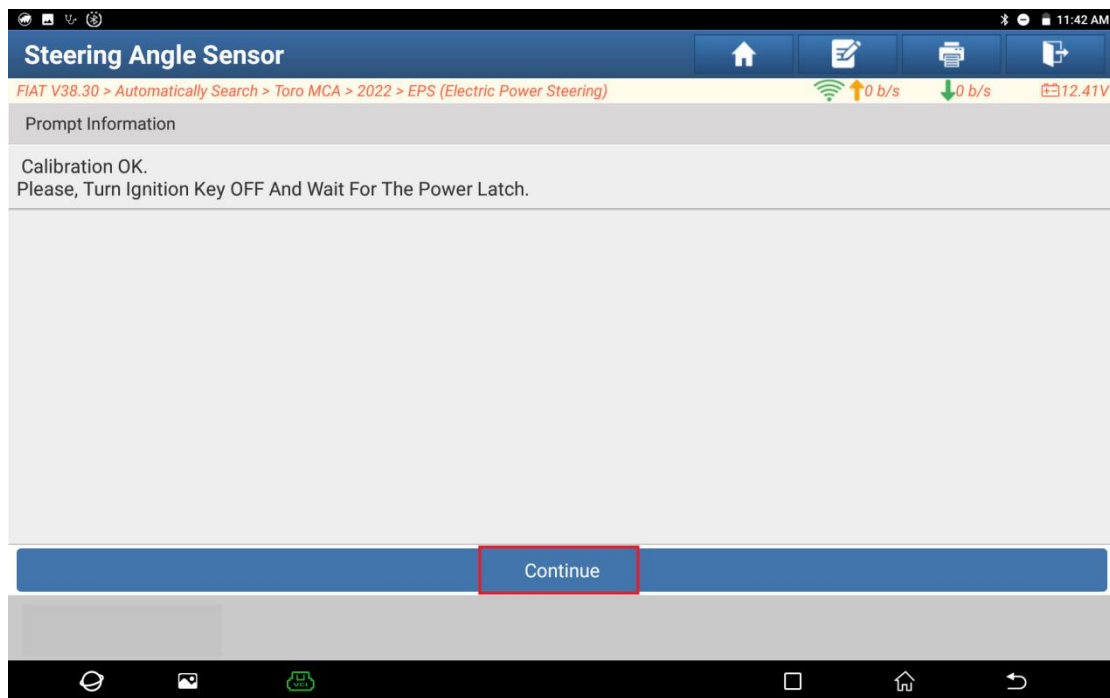 11:42 AM
Steering Angle Sensor
FIAT V38.30 > Automatically Search > Toro MCA > 2022 > EPS (Electric Power Steering) 0 b/s 0 b/s 12.41V
Prompt Information
Calibration OK.
Please, Turn Ignition Key OFF And Wait For The Power Latch.
Continue
VCI